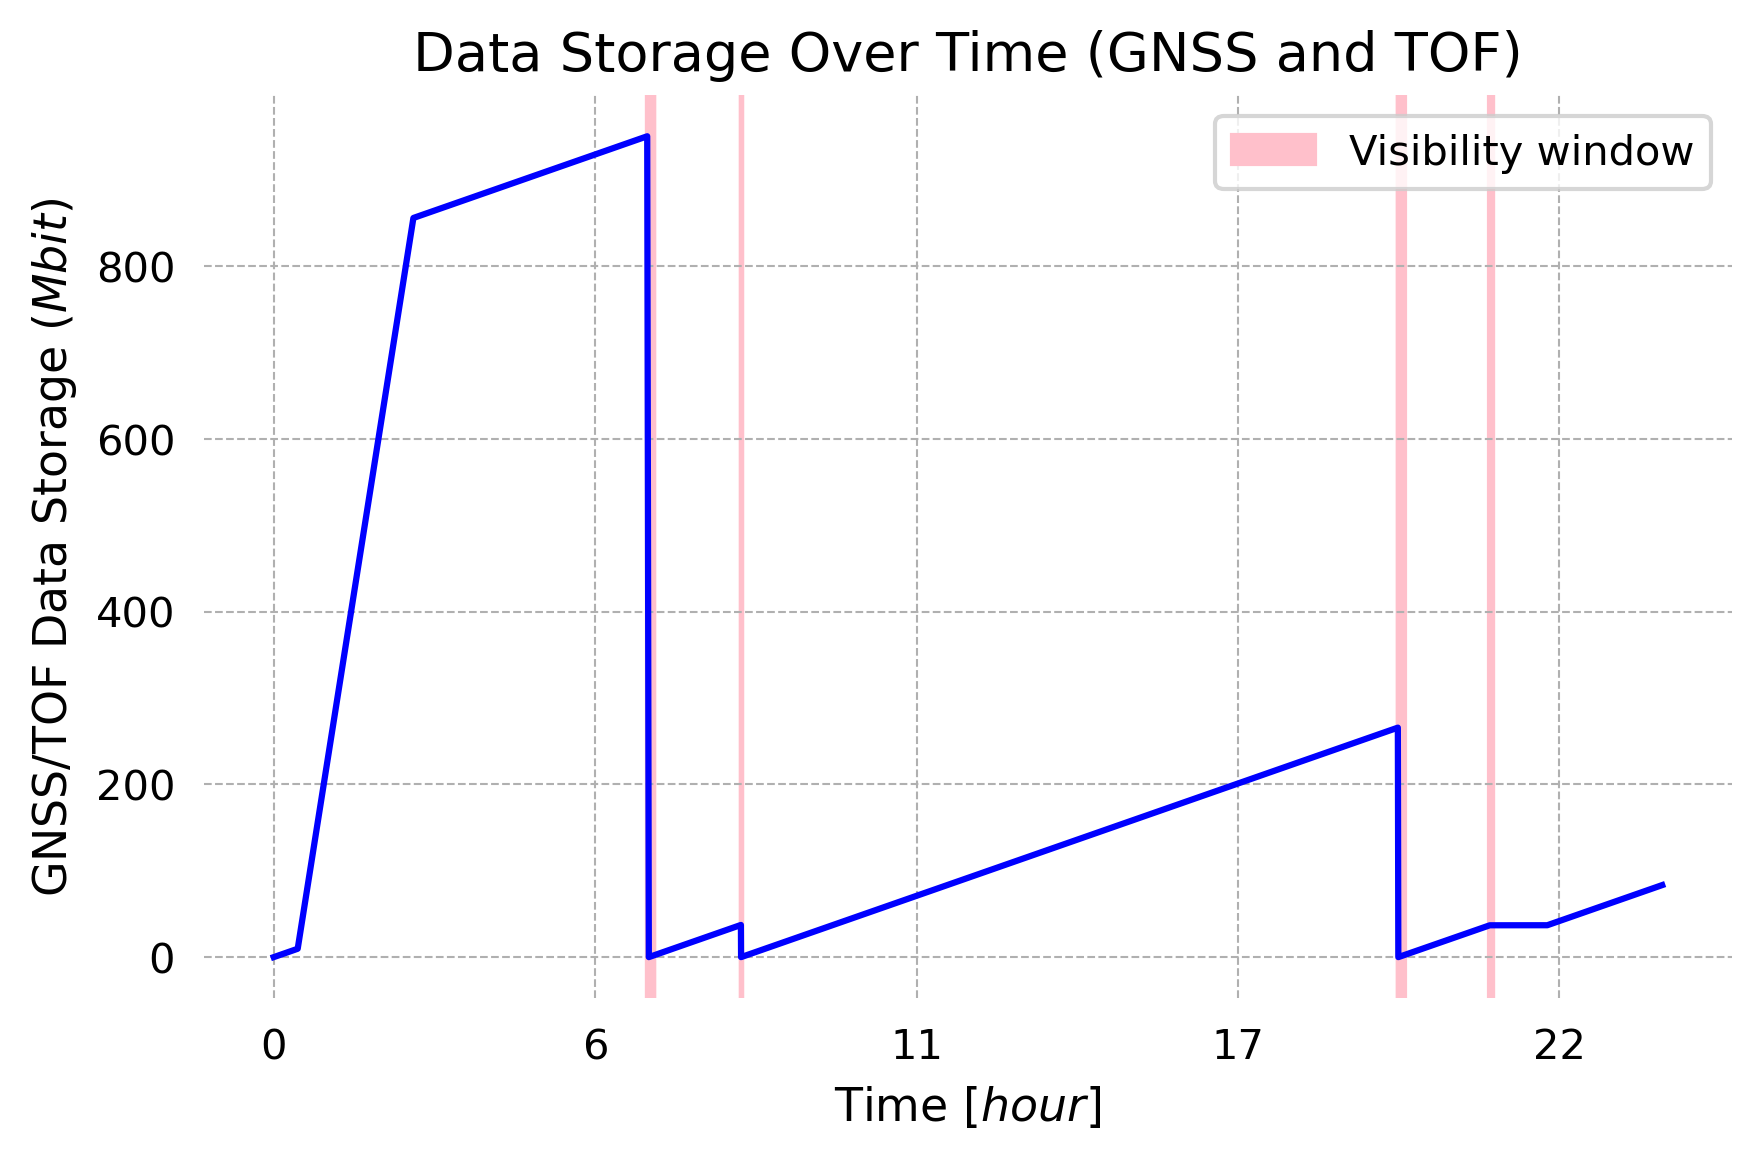 Data Storage Over Time (GNSS and TOF)
Visibility window
GNSS/TOF Data Storage (Mbit)
800
600
400
200
0
0 6 11 17 22
Time [hour]